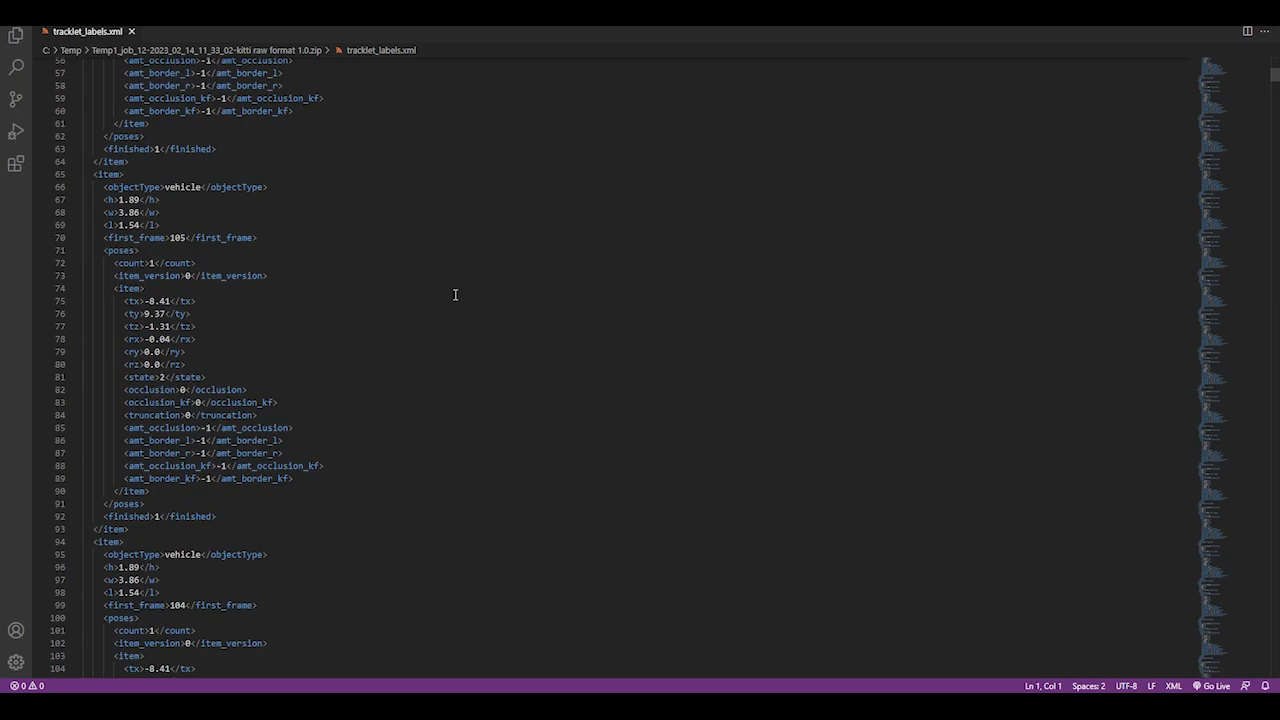 tracklet_labels.xml
C: > Temp > Temp1_job_12-2023_02_14_11_33_02-kitti raw format 1.0.zip > tracklet_labels.xml
56 <amt_occlusion>-1</amt_occlusion>
57 <amt_border_l>-1</amt_border_l>
58 <amt_border_r>-1</amt_border_r>
59 <amt_occlusion_kf>-1</amt_occlusion_kf>
60 <amt_border_kf>-1</amt_border_kf>
61 </item>
62 </poses>
63 <finished>1</finished>
64 </item>
65 <item>
66 <objectType>vehicle</objectType>
67 <h>1.89</h>
68 <w>3.86</w>
69 <l>1.54</l>
70 <first_frame>105</first_frame>
71 <poses>
72 <count>1</count>
73 <item_version>0</item_version>
74 <item>
75 <tx>-8.41</tx>
76 <ty>9.37</ty>
77 <tz>-1.31</tz>
78 <rx>-0.04</rx>
79 <ry>0.0</ry>
80 <rz>0.0</rz>
81 <state>2</state>
82 <occlusion>0</occlusion>
83 <occlusion_kf>0</occlusion_kf>
84 <truncation>0</truncation>
85 <amt_occlusion>-1</amt_occlusion>
86 <amt_border_l>-1</amt_border_l>
87 <amt_border_r>-1</amt_border_r>
88 <amt_occlusion_kf>-1</amt_occlusion_kf>
89 <amt_border_kf>-1</amt_border_kf>
90 </item>
91 </poses>
92 <finished>1</finished>
93 </item>
94 <item>
95 <objectType>vehicle</objectType>
96 <h>1.89</h>
97 <w>3.86</w>
98 <l>1.54</l>
99 <first_frame>104</first_frame>
100 <poses>
101 <count>1</count>
102 <item_version>0</item_version>
103 <item>
104 <tx>-8.41</tx>
0 0 Ln 1, Col 1 Spaces: 2 UTF-8 LF XML Go Live